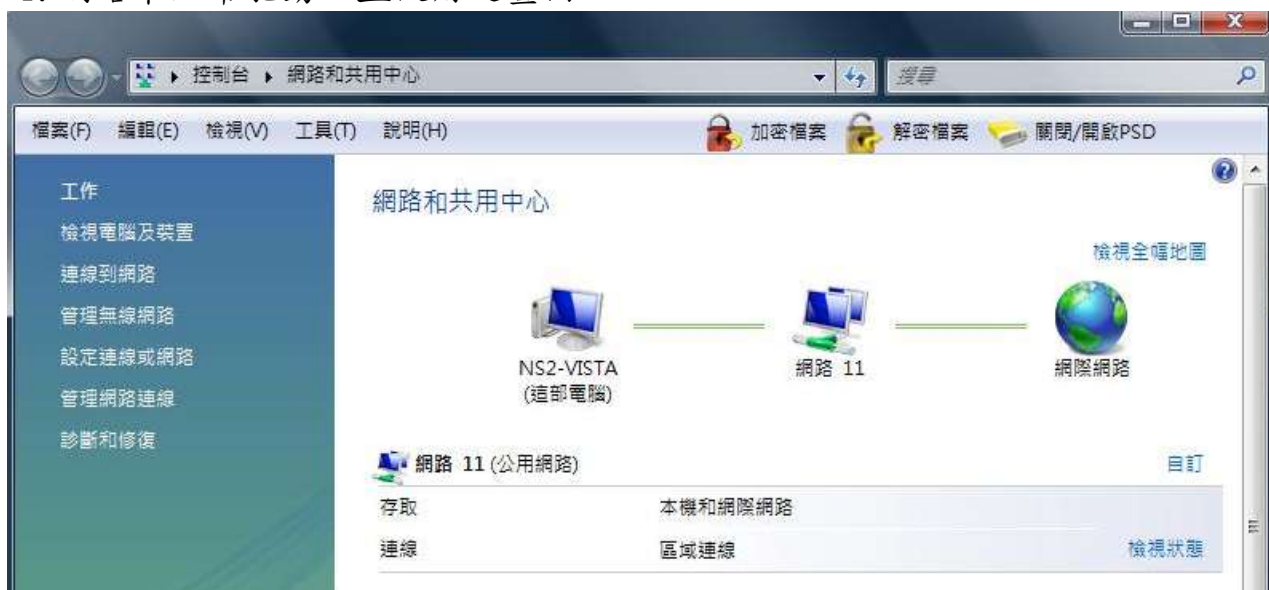 控制台 ▸ 網路和共用中心
搜尋
檔案(F) 編輯(E) 檢視(V) 工具(T) 說明(H) 加密檔案 解密檔案 關閉/開啟PSD
工作
檢視電腦及裝置
連線到網路
管理無線網路
設定連線或網路
管理網路連線
診斷和修復
網路和共用中心
檢視全幅地圖
NS2-VISTA
(這部電腦)
網路 11
網際網路
網路 11 (公用網路) 自訂
存取 本機和網際網路
連線 區域連線 檢視狀態